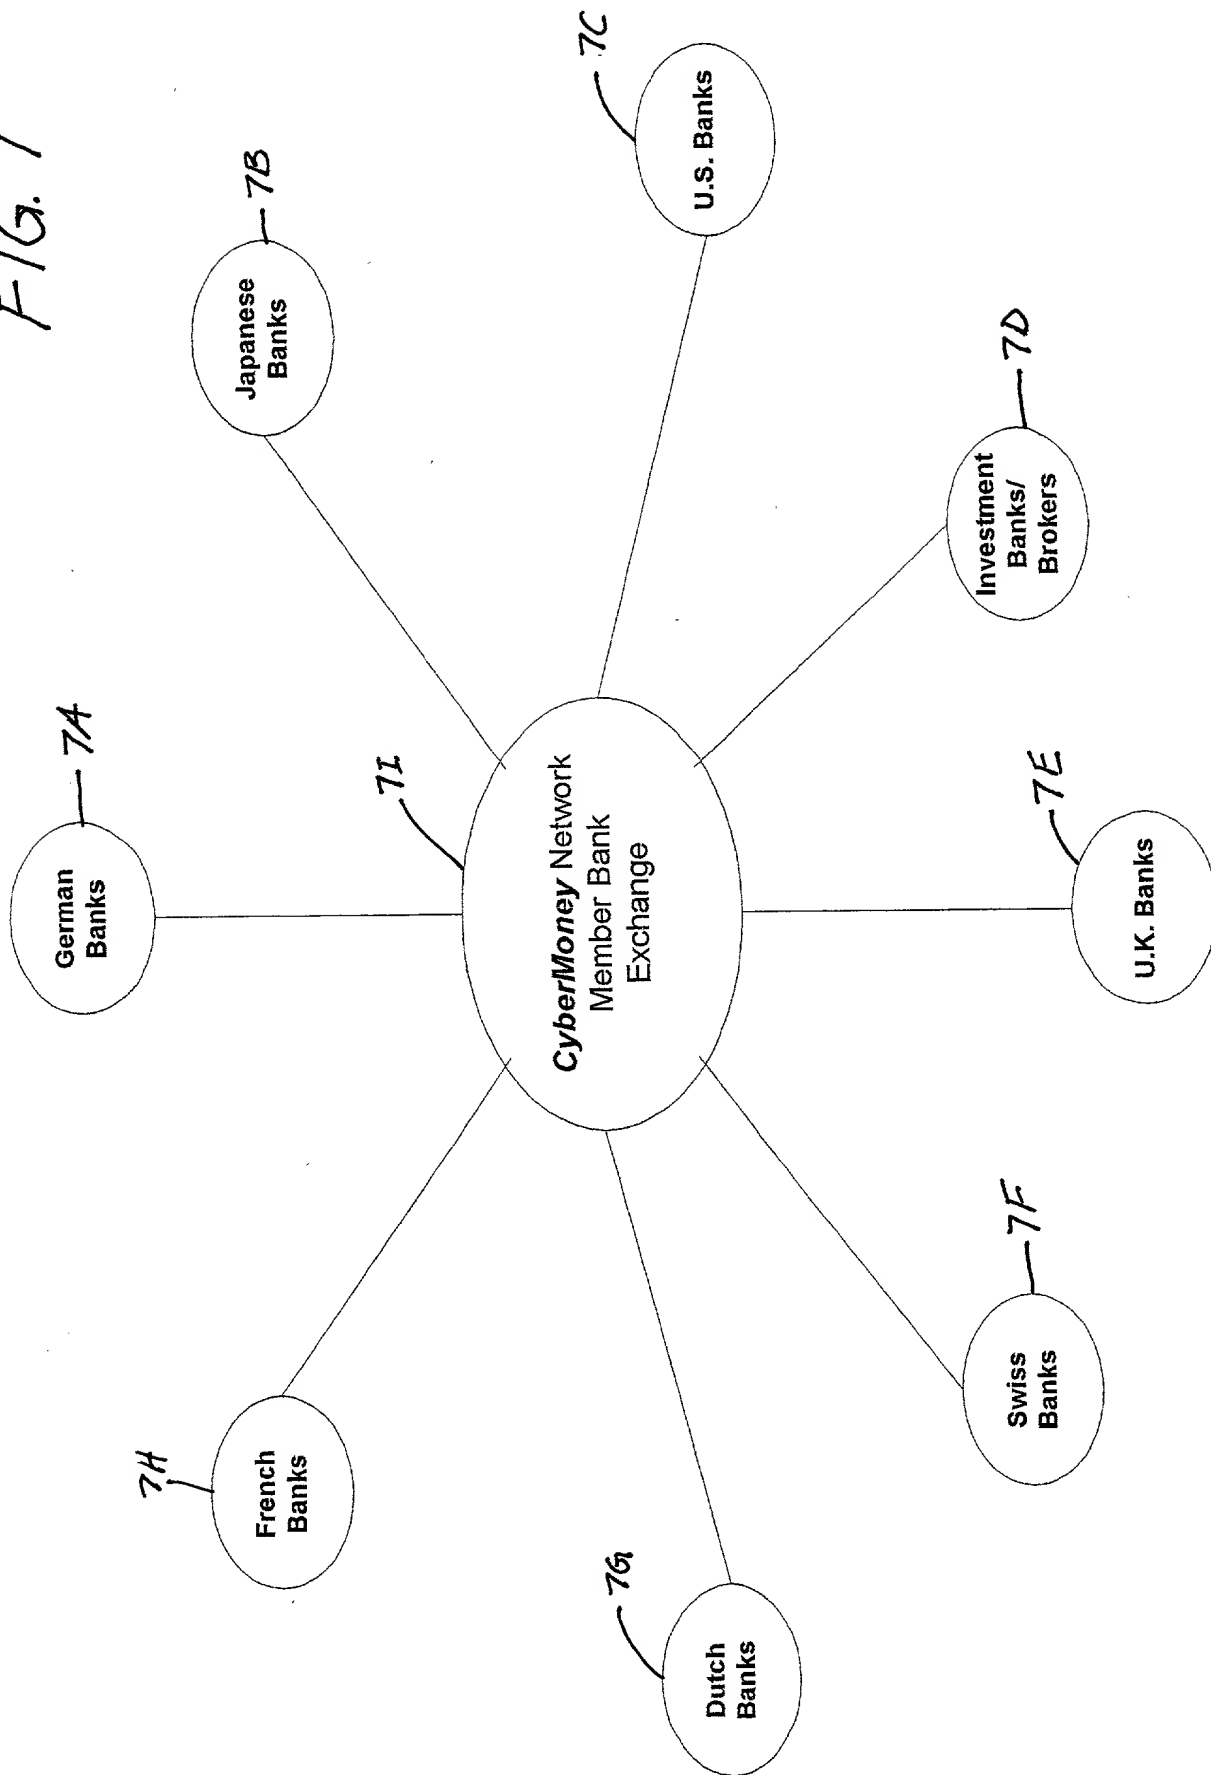 FIG. 7
German
Banks
7A
7H
French
Banks
Japanese
Banks
7B
7I
CyberMoney Network
Member Bank
Exchange
7G
Dutch
Banks
7C
U.S. Banks
7F
Swiss
Banks
7D
Investment
Banks/
Brokers
7E
U.K. Banks